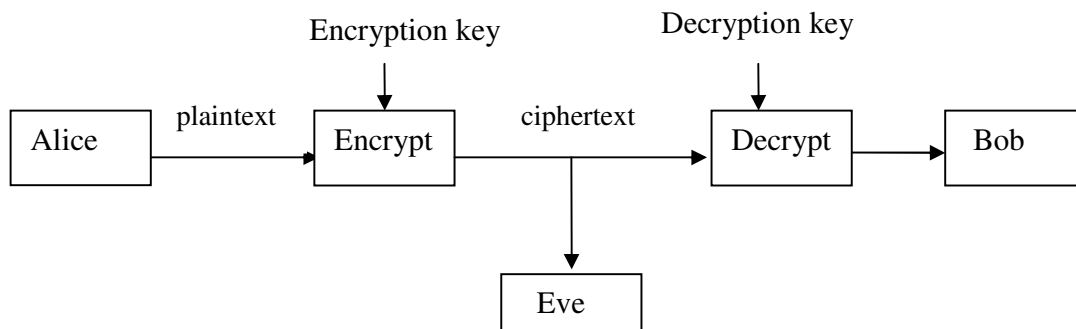 Encryption key
Decryption key
plaintext
ciphertext
Alice
Encrypt
Decrypt
Bob
Eve